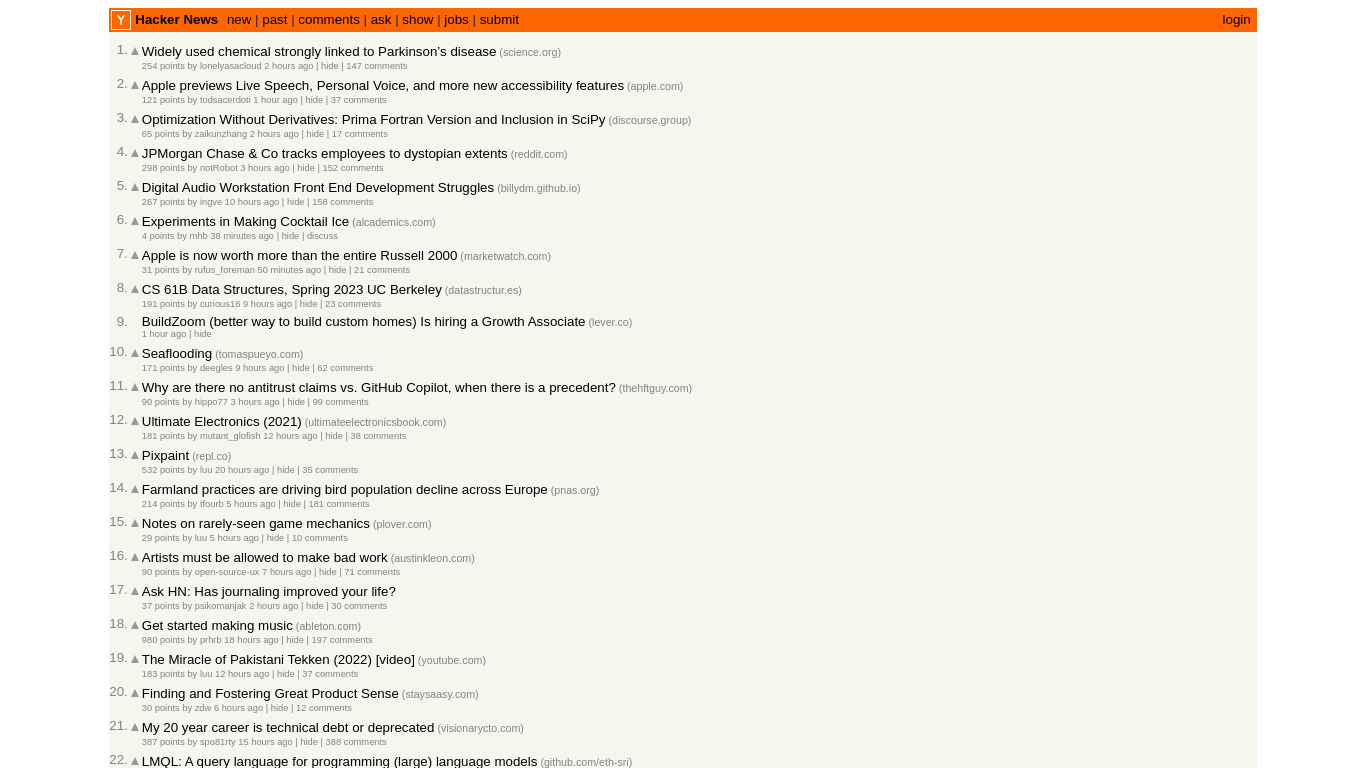 Y Hacker News new | past | comments | ask | show | jobs | submit login
1. Widely used chemical strongly linked to Parkinson’s disease (science.org)
254 points by lonelyasacloud 2 hours ago | hide | 147 comments
2. Apple previews Live Speech, Personal Voice, and more new accessibility features (apple.com)
121 points by todsacerdoti 1 hour ago | hide | 37 comments
3. Optimization Without Derivatives: Prima Fortran Version and Inclusion in SciPy (discourse.group)
65 points by zaikunzhang 2 hours ago | hide | 17 comments
4. JPMorgan Chase & Co tracks employees to dystopian extents (reddit.com)
298 points by notRobot 3 hours ago | hide | 152 comments
5. Digital Audio Workstation Front End Development Struggles (billydm.github.io)
267 points by ingve 10 hours ago | hide | 158 comments
6. Experiments in Making Cocktail Ice (alcademics.com)
4 points by mhb 38 minutes ago | hide | discuss
7. Apple is now worth more than the entire Russell 2000 (marketwatch.com)
31 points by rufus_foreman 50 minutes ago | hide | 21 comments
8. CS 61B Data Structures, Spring 2023 UC Berkeley (datastructur.es)
191 points by curious16 9 hours ago | hide | 23 comments
9. BuildZoom (better way to build custom homes) Is hiring a Growth Associate (lever.co)
1 hour ago | hide
10. Seaflooding (tomaspueyo.com)
171 points by deegles 9 hours ago | hide | 62 comments
11. Why are there no antitrust claims vs. GitHub Copilot, when there is a precedent? (thehftguy.com)
90 points by hippo77 3 hours ago | hide | 99 comments
12. Ultimate Electronics (2021) (ultimateelectronicsbook.com)
181 points by mutant_glofish 12 hours ago | hide | 38 comments
13. Pixpaint (repl.co)
532 points by luu 20 hours ago | hide | 35 comments
14. Farmland practices are driving bird population decline across Europe (pnas.org)
214 points by tfourb 5 hours ago | hide | 181 comments
15. Notes on rarely-seen game mechanics (plover.com)
29 points by luu 5 hours ago | hide | 10 comments
16. Artists must be allowed to make bad work (austinkleon.com)
90 points by open-source-ux 7 hours ago | hide | 71 comments
17. Ask HN: Has journaling improved your life?
37 points by psikomanjak 2 hours ago | hide | 30 comments
18. Get started making music (ableton.com)
980 points by prhrb 18 hours ago | hide | 197 comments
19. The Miracle of Pakistani Tekken (2022) [video] (youtube.com)
183 points by luu 12 hours ago | hide | 37 comments
20. Finding and Fostering Great Product Sense (staysaasy.com)
30 points by zdw 6 hours ago | hide | 12 comments
21. My 20 year career is technical debt or deprecated (visionarycto.com)
387 points by spo81rty 15 hours ago | hide | 388 comments
22. LMQL: A query language for programming (large) language models (github.com/eth-sri)